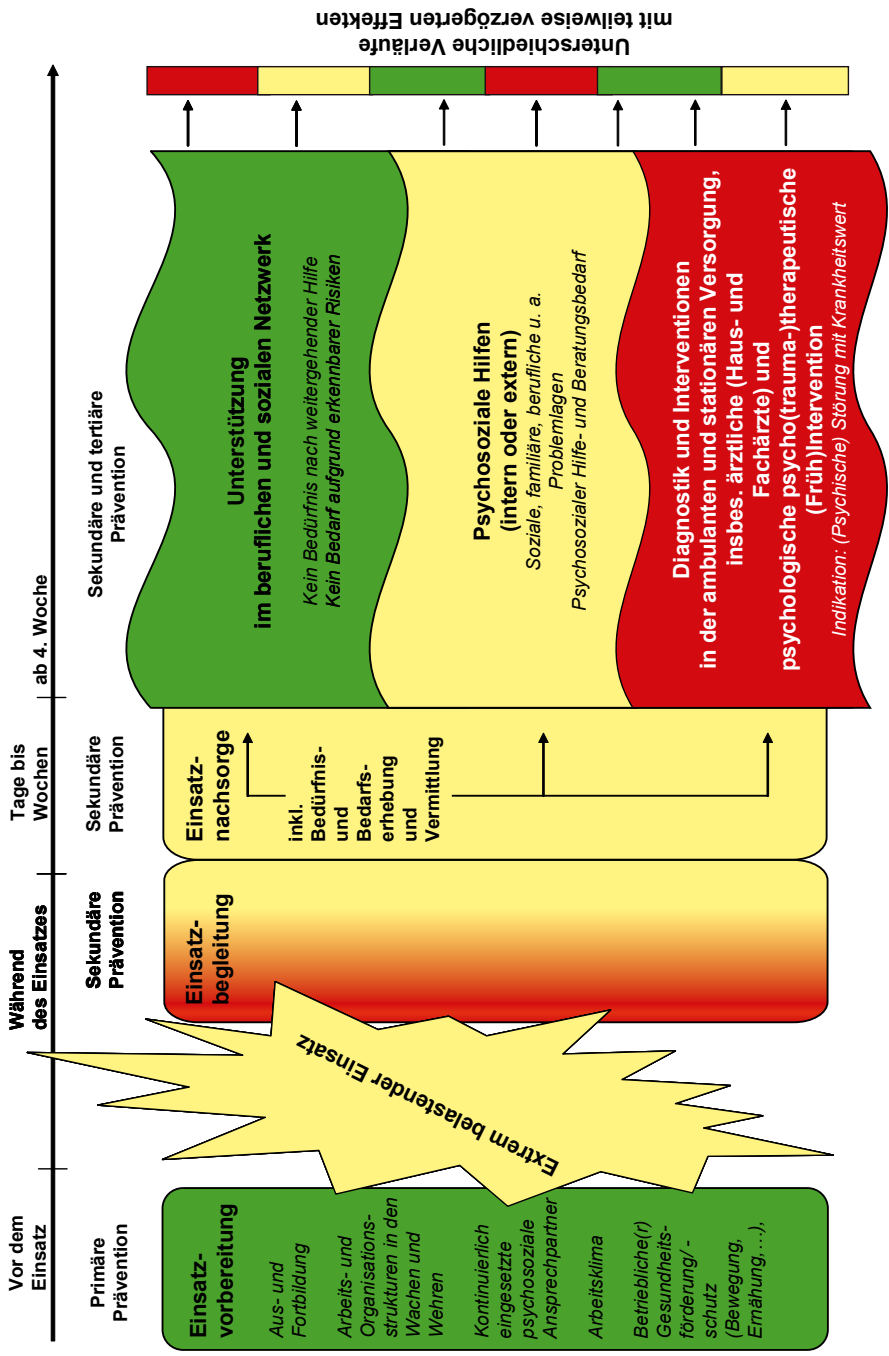 Vor dem
Einsatz
Während
des Einsatzes
Tage bis
Wochen
ab 4. Woche
Primäre
Prävention
Sekundäre
Prävention
Sekundäre
Prävention
Sekundäre und tertiäre
Prävention
Einsatz-
vorbereitung
Aus- und
Fortbildung
Arbeits- und
Organisations-
strukturen in den
Wachen und
Wehren
Kontinuierlich
eingesetzte
psychosoziale
Ansprechpartner
Arbeitsklima
Betriebliche(r)
Gesundheits-
förderung/ -
schutz
(Bewegung,
Ernährung,…),
Extrem belastender Einsatz
Einsatz-
begleitung
Einsatz-
nachsorge
inkl.
Bedürfnis-
und
Bedarfs-
erhebung
und
Vermittlung
Unterstützung
im beruflichen und sozialen Netzwerk
Kein Bedürfnis nach weitergehender Hilfe
Kein Bedarf aufgrund erkennbarer Risiken
Psychosoziale Hilfen
(intern oder extern)
Soziale, familiäre, berufliche u. a.
Problemlagen
Psychosozialer Hilfe- und Beratungsbedarf
Diagnostik und Interventionen
in der ambulanten und stationären Versorgung,
insbes. ärztliche (Haus- und
Fachärzte) und
psychologische psycho(trauma-)therapeutische
(Früh)Intervention
Indikation: (Psychische) Störung mit Krankheitswert
Unterschiedliche Verläufe
mit teilweise verzögerten Effekten